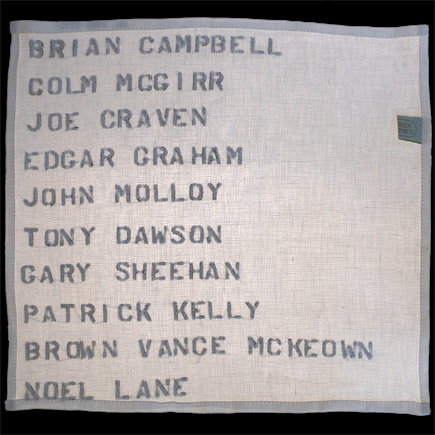 BRIAN CAMPBELL
COLM MCGIRR
JOE CRAVEN
EDGAR GRAHAM
JOHN MOLLOY
TONY DAWSON
GARY SHEEHAN
PATRICK KELLY
BROWN VANCE MCKEOWN
NOEL LANE